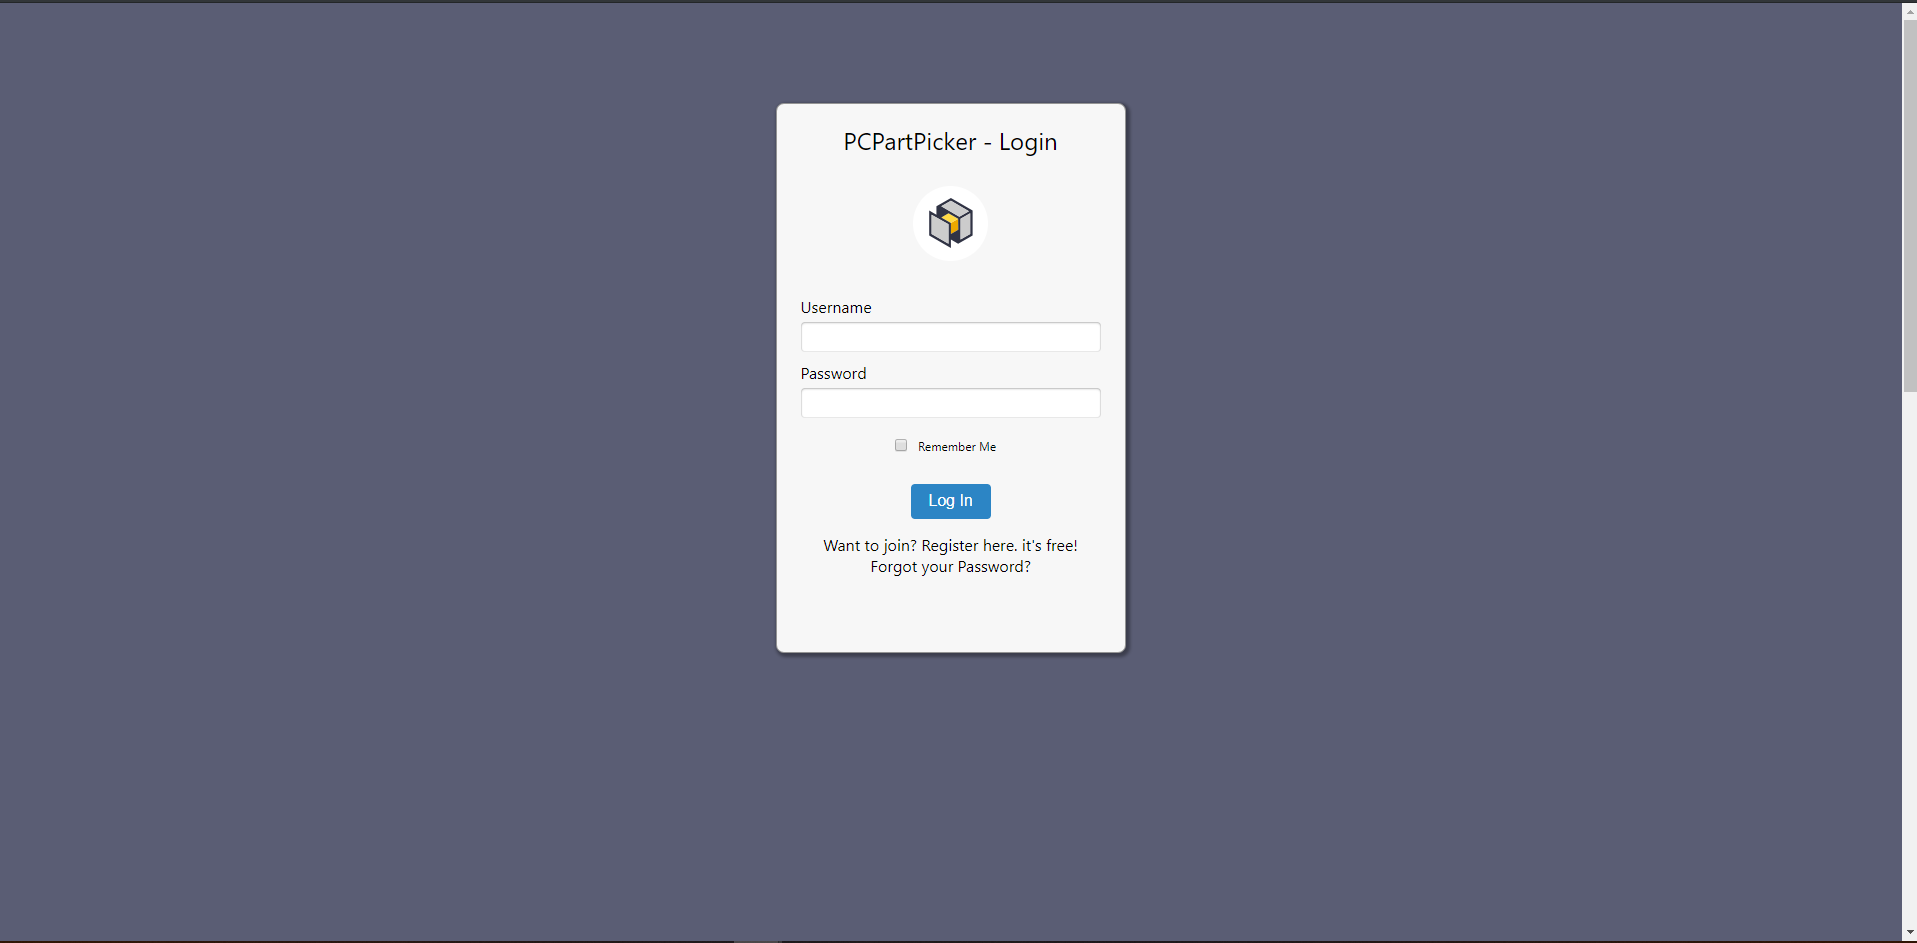 PCPartPicker - Login
Username
Password
Remember Me
Log In
Want to join? Register here. it's free!
Forgot your Password?